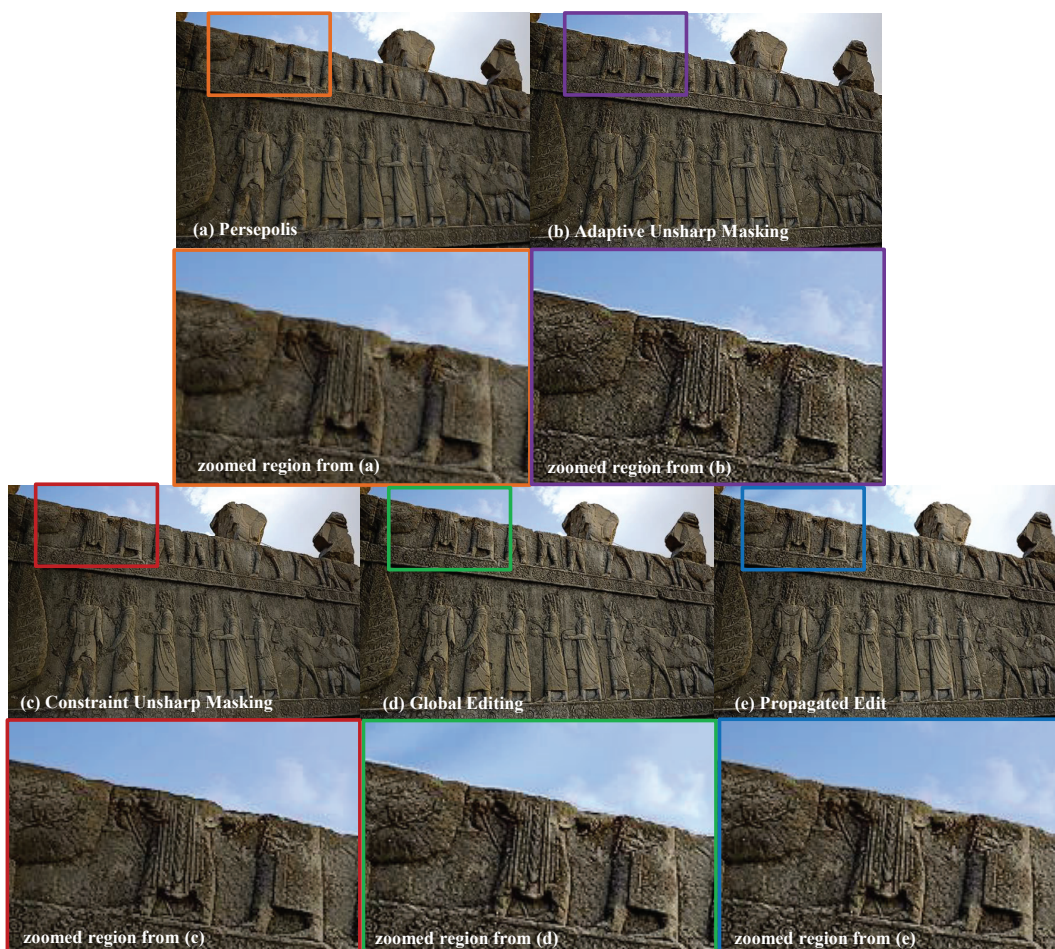 (a) Persepolis
(b) Adaptive Unsharp Masking
zoomed region from (a)
zoomed region from (b)
(c) Constraint Unsharp Masking
(d) Global Editing
(e) Propagated Edit
zoomed region from (c)
zoomed region from (d)
zoomed region from (e)